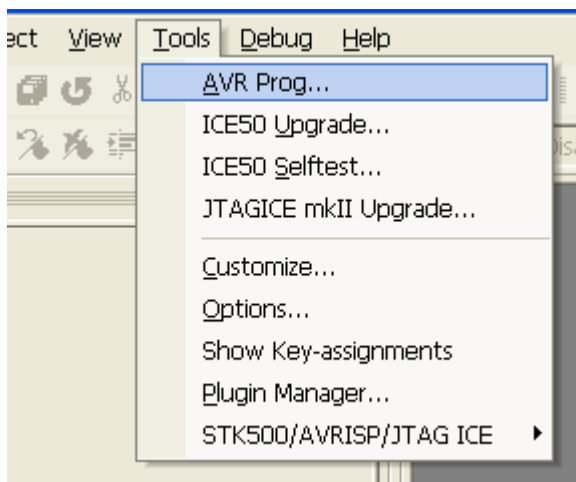 ect View Tools Debug Help
AVR Prog...
ICE50 Upgrade...
ICE50 Selftest...
JTAGICE mkII Upgrade...
Customize...
Options...
Show Key-assignments
Plugin Manager...
STK500/AVRISP/JTAG ICE